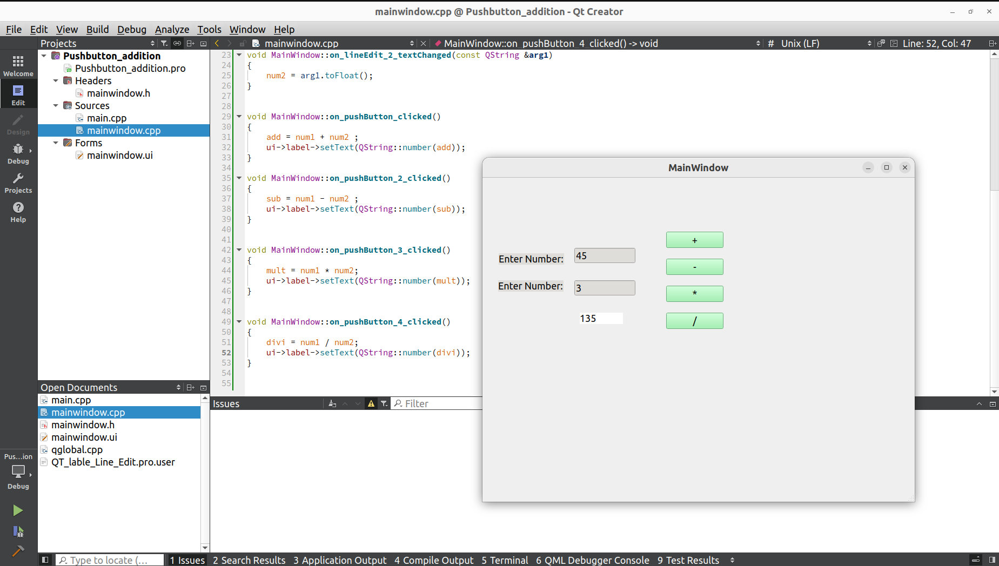 mainwindow.cpp @ Pushbutton_addition - Qt Creator
File Edit View Build Debug Analyze Tools Window Help
Projects
mainwindow.cpp
MainWindow::on_pushButton_4_clicked() -> void
# Unix (LF)
Line: 52, Col: 47
Welcome
Edit
Design
Debug
Projects
Help
Pushbutton_addition
Pushbutton_addition.pro
Headers
mainwindow.h
Sources
main.cpp
mainwindow.cpp
Forms
mainwindow.ui
23 void MainWindow::on_lineEdit_2_textChanged(const QString &arg1)
24 {
25 num2 = arg1.toFloat();
26 }
27
28
29 void MainWindow::on_pushButton_clicked()
30 {
31 add = num1 + num2 ;
32 ui->label->setText(QString::number(add));
33 }
34
35 void MainWindow::on_pushButton_2_clicked()
36 {
37 sub = num1 - num2 ;
38 ui->label->setText(QString::number(sub));
39 }
40
41
42 void MainWindow::on_pushButton_3_clicked()
43 {
44 mult = num1 * num2;
45 ui->label->setText(QString::number(mult));
46 }
47
48
49 void MainWindow::on_pushButton_4_clicked()
50 {
51 divi = num1 / num2;
52 ui->label->setText(QString::number(divi));
53 }
54
55
MainWindow
Enter Number: 45
Enter Number: 3
135
+
-
*
/
Open Documents
main.cpp
mainwindow.cpp
mainwindow.h
mainwindow.ui
qglobal.cpp
QT_lable_Line_Edit.pro.user
Issues
Filter
Pus...ion
Debug
Type to locate (...
1 Issues 2 Search Results 3 Application Output 4 Compile Output 5 Terminal 6 QML Debugger Console 9 Test Results